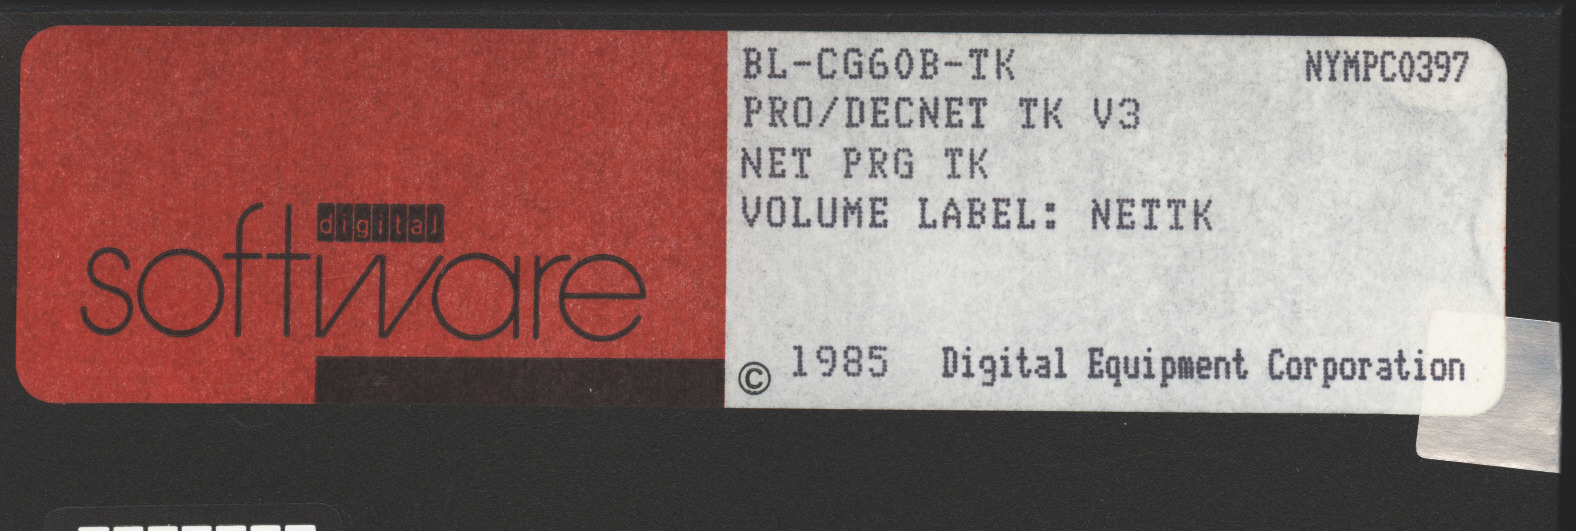 digital
software
BL-CG60B-TK NYMPC0397
PRO/DECNET TK V3
NET PRG TK
VOLUME LABEL: NETTK
© 1985 Digital Equipment Corporation